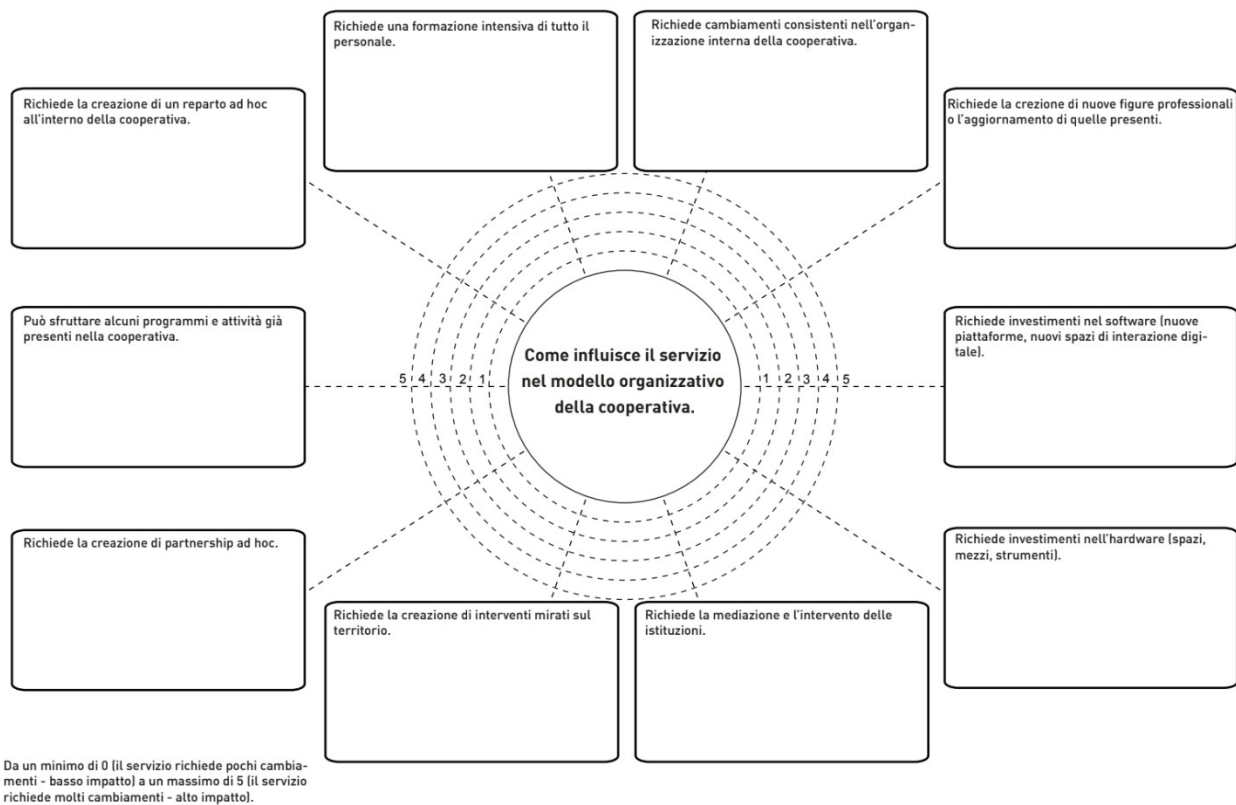 Richiede una formazione intensiva di tutto il
personale.
Richiede cambiamenti consistenti nell'organ-
izzazione interna della cooperativa.
Richiede la creazione di un reparto ad hoc
all'interno della cooperativa.
Richiede la crezione di nuove figure professionali
o l'aggiornamento di quelle presenti.
Può sfruttare alcuni programmi e attività già
presenti nella cooperativa.
Richiede investimenti nel software (nuove
piattaforme, nuovi spazi di interazione digi-
tale).
Come influisce il servizio
nel modello organizzativo
della cooperativa.
5 4 3 2 1
1 2 3 4 5
Richiede la creazione di partnership ad hoc.
Richiede investimenti nell'hardware (spazi,
mezzi, strumenti).
Richiede la creazione di interventi mirati sul
territorio.
Richiede la mediazione e l'intervento delle
istituzioni.
Da un minimo di 0 (il servizio richiede pochi cambia-
menti - basso impatto) a un massimo di 5 (il servizio
richiede molti cambiamenti - alto impatto).